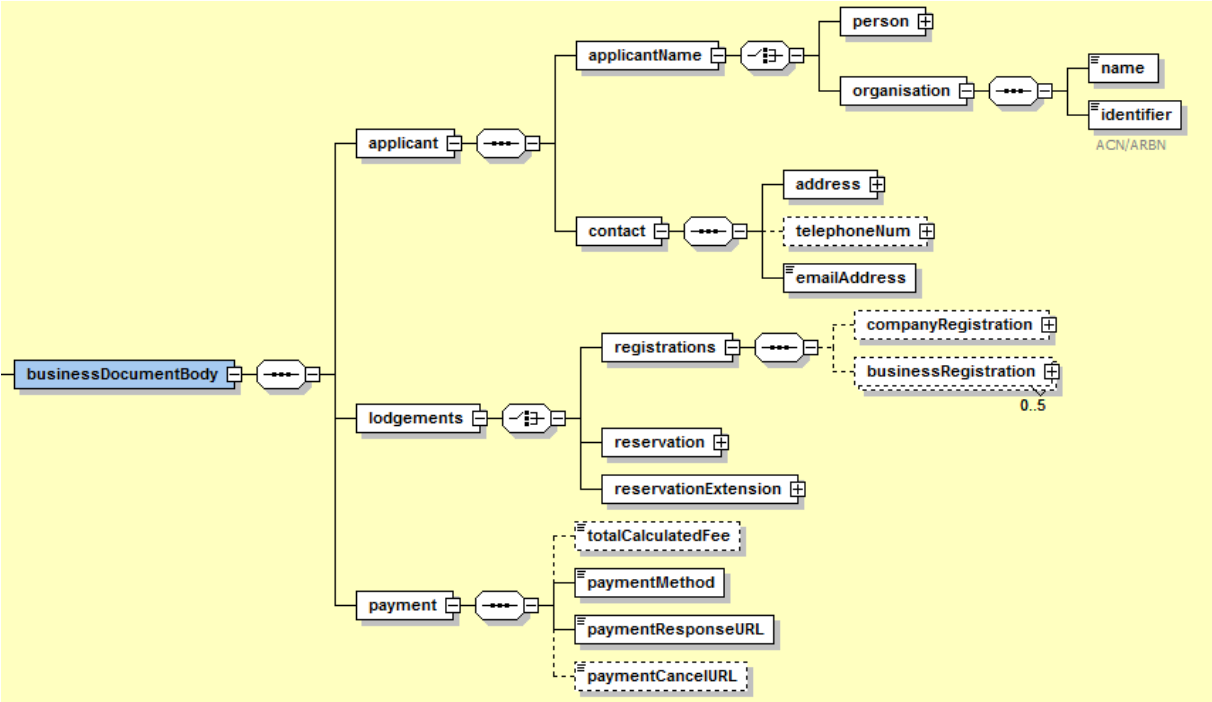 person
applicantName
name
organisation
identifier
ACN/ARBN
applicant
address
contact
telephoneNum
emailAddress
companyRegistration
registrations
businessRegistration
0..5
businessDocumentBody
lodgements
reservation
reservationExtension
totalCalculatedFee
paymentMethod
payment
paymentResponseURL
paymentCancelURL